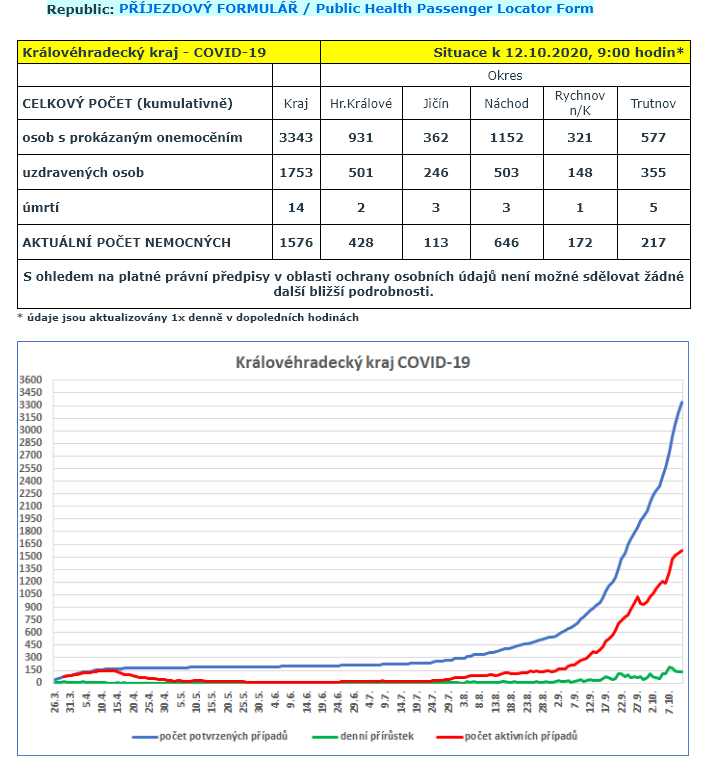 Republic: PŘÍJEZDOVÝ FORMULÁŘ / Public Health Passenger Locator Form
Královéhradecký kraj - COVID-19 Situace k 12.10.2020, 9:00 hodin*
Okres
CELKOVÝ POČET (kumulativně) Kraj Hr.Králové Jičín Náchod Rychnov n/K Trutnov
osob s prokázaným onemocěním 3343 931 362 1152 321 577
uzdravených osob 1753 501 246 503 148 355
úmrtí 14 2 3 3 1 5
AKTUÁLNÍ POČET NEMOCNÝCH 1576 428 113 646 172 217
S ohledem na platné právní předpisy v oblasti ochrany osobních údajů není možné sdělovat žádné
další bližší podrobnosti.
* údaje jsou aktualizovány 1x denně v dopoledních hodinách
Královéhradecký kraj COVID-19
3600
3450
3300
3150
3000
2850
2700
2550
2400
2250
2100
1950
1800
1650
1500
1350
1200
1050
900
750
600
450
300
150
0
26.3. 31.3. 5.4. 10.4. 15.4. 20.4. 25.4. 30.4. 5.5. 10.5. 15.5. 20.5. 25.5. 30.5. 4.6. 9.6. 14.6. 19.6. 24.6. 29.6. 4.7. 9.7. 14.7. 19.7. 24.7. 29.7. 3.8. 8.8. 13.8. 18.8. 23.8. 28.8. 2.9. 7.9. 12.9. 17.9. 22.9. 27.9. 2.10. 7.10.
počet potvrzených případů denní přírůstek počet aktivních případů